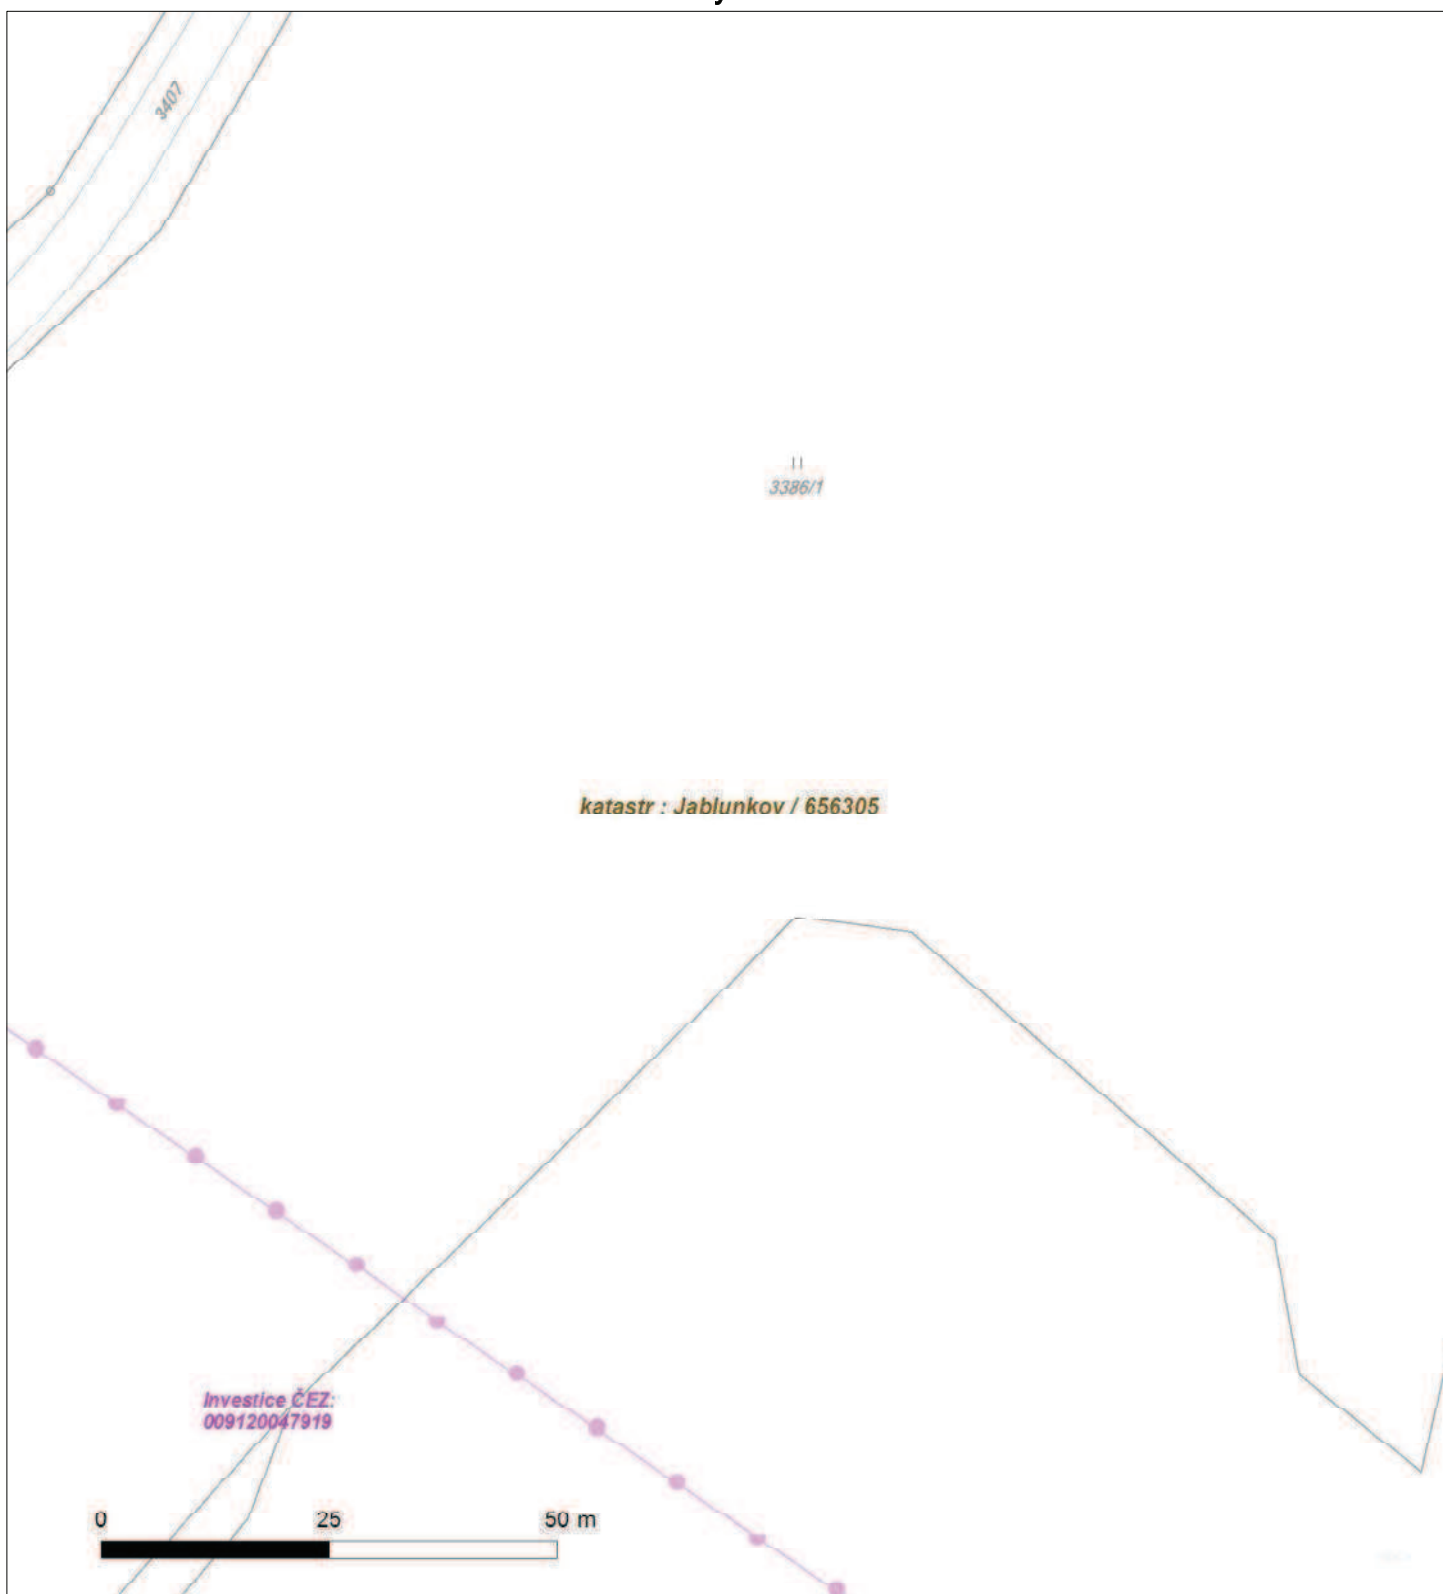 3407
3386/1
katastr : Jablunkov / 656305
Investice ČEZ:
009120047919
0 25 50 m